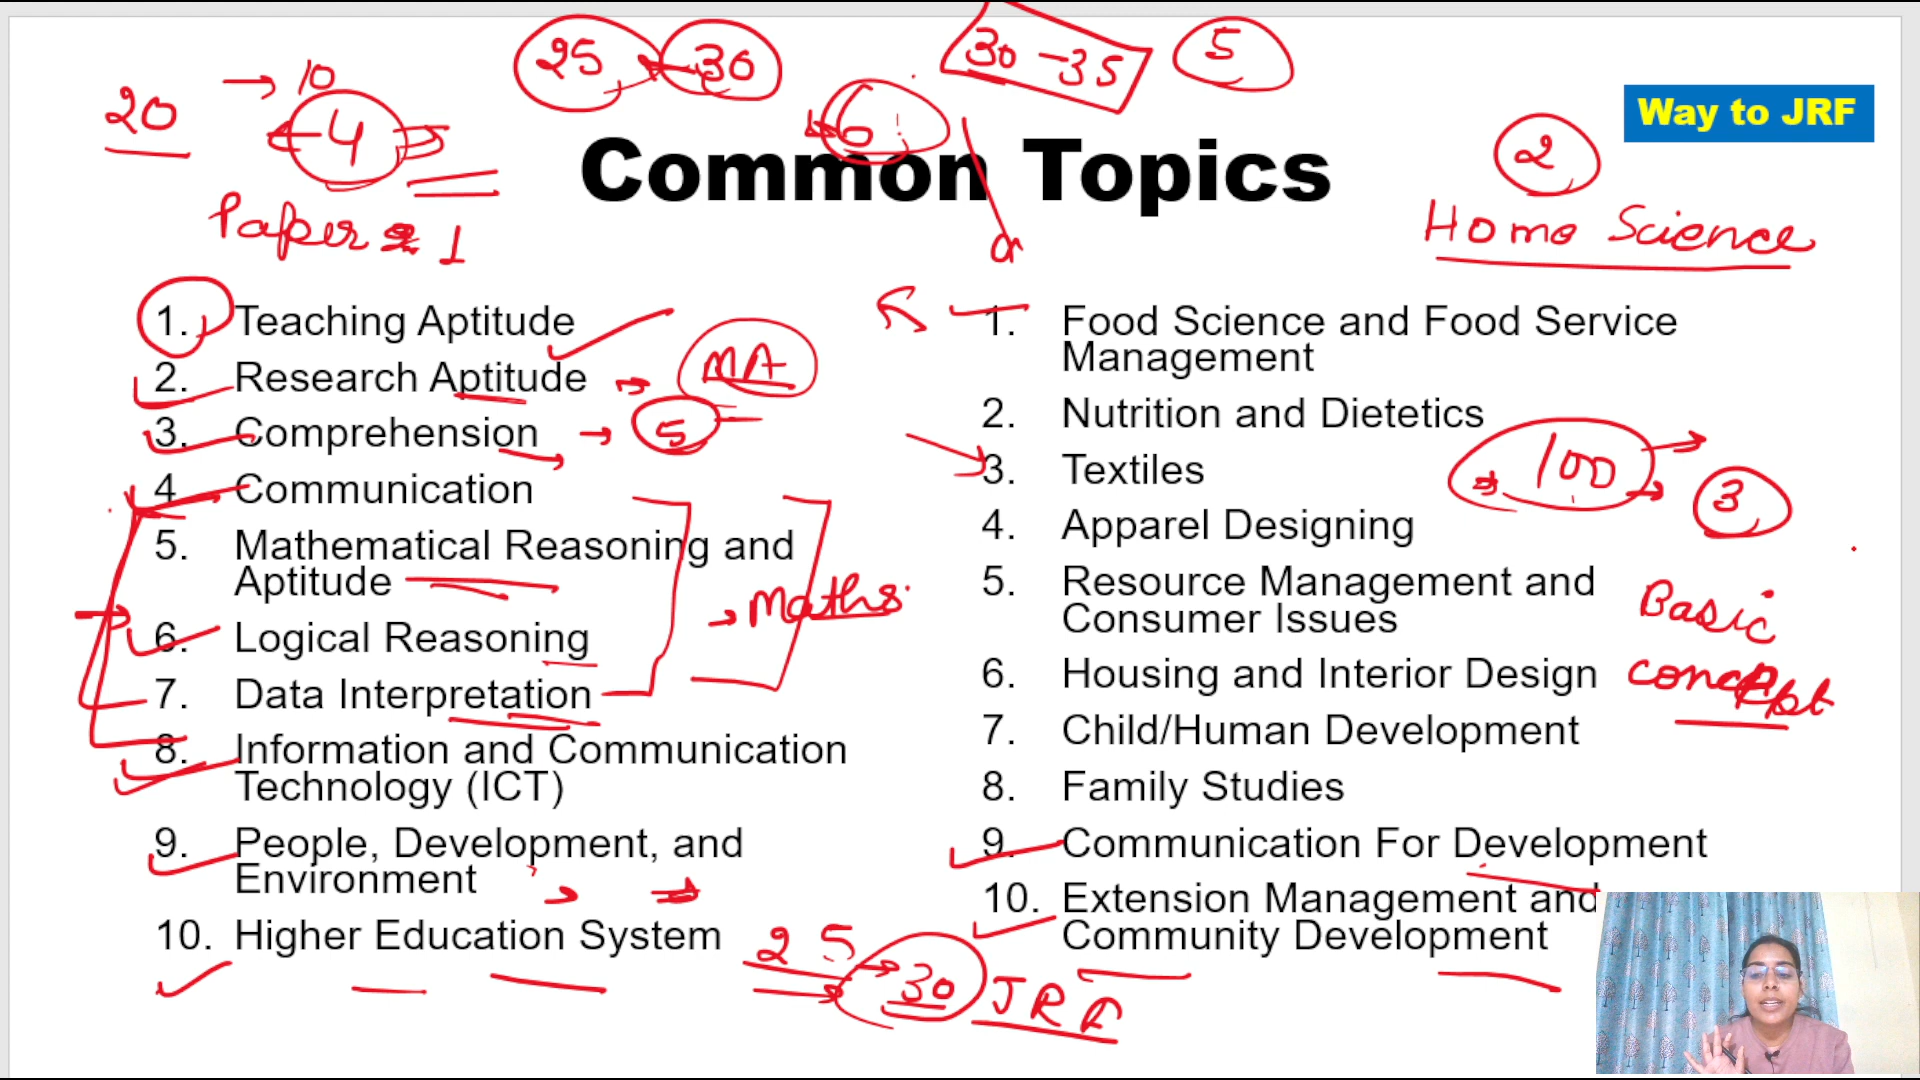 25 30
30 - 35
5
→ 10
20
4
6
Way to JRF
Common Topics
2
Paper 1
Home Science
1. Teaching Aptitude
2. Research Aptitude
MA
3. Comprehension
5
4. Communication
5. Mathematical Reasoning and
Aptitude
Maths
6. Logical Reasoning
7. Data Interpretation
8. Information and Communication
Technology (ICT)
9. People, Development, and
Environment
10. Higher Education System
25
30
JRF
1. Food Science and Food Service
Management
2. Nutrition and Dietetics
3. Textiles
100
3
4. Apparel Designing
5. Resource Management and
Consumer Issues
Basic
6. Housing and Interior Design
concept
7. Child/Human Development
8. Family Studies
9. Communication For Development
10. Extension Management and
Community Development